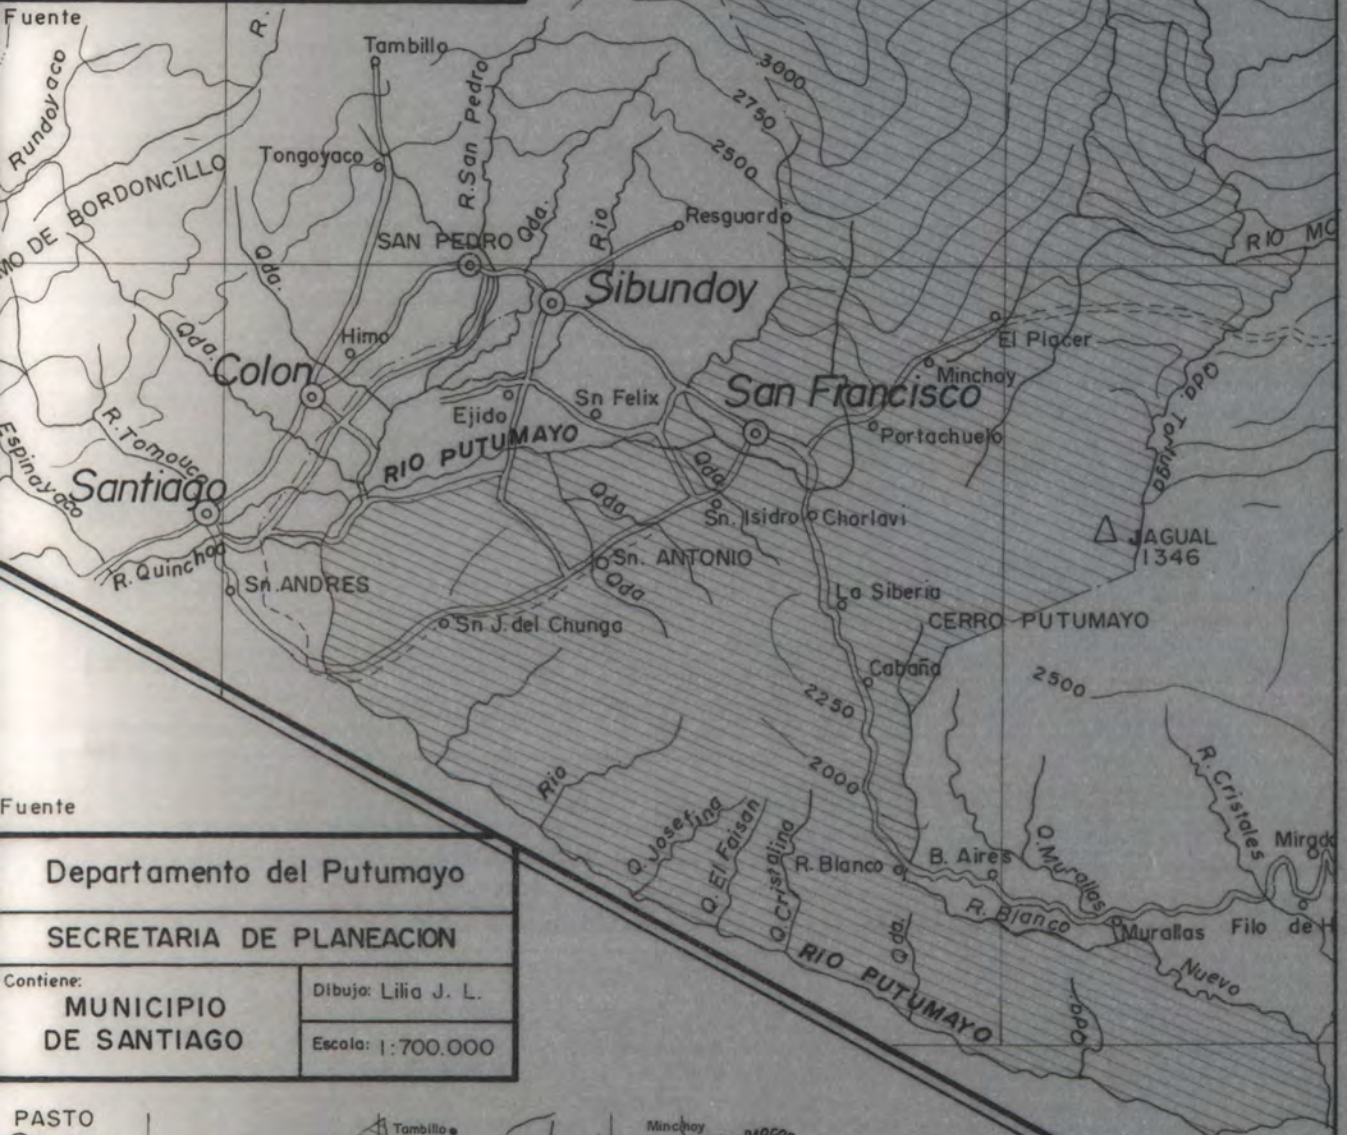 Fuente
R.
Tambillo
Rundoyaco
R. San Pedro
3000
2750
2500
Tongoyaco
MO DE BORDONCILLO
Resguardo
SAN PEDRO
Qda.
Rio
RIO MO
Qda.
Sibundoy
Qda.
Himo
El Placer
Colon
Minchoy
San Francisco
Qda. Tortuga
Sn Felix
Ejido
R. Tomouco
Espinayaco
RIO PUTUMAYO
Portachuelo
Santiago
Qda
Qda
Sn. Isidro
Chorlavi
JAGUAL
1346
R. Quinchoa
Sn. ANTONIO
Sn. ANDRES
Qda
La Siberia
CERRO PUTUMAYO
Sn J. del Chunga
Cabaña
2500
2250
2000
Rio
R. Cristales
Fuente
Q. Josefina
Q. El Faisan
Q. Cristalina
R. Blanco
B. Aires
Q. Murallas
Mirado
R. Blanco
Murallas
Filo de H
Qda.
RIO PUTUMAYO
Nuevo
Qda.
Departamento del Putumayo
SECRETARIA DE PLANEACION
Contiene:
MUNICIPIO
DE SANTIAGO
Dibujo: Lilia J. L.
Escala: 1:700.000
PASTO
Tambillo
Minchoy